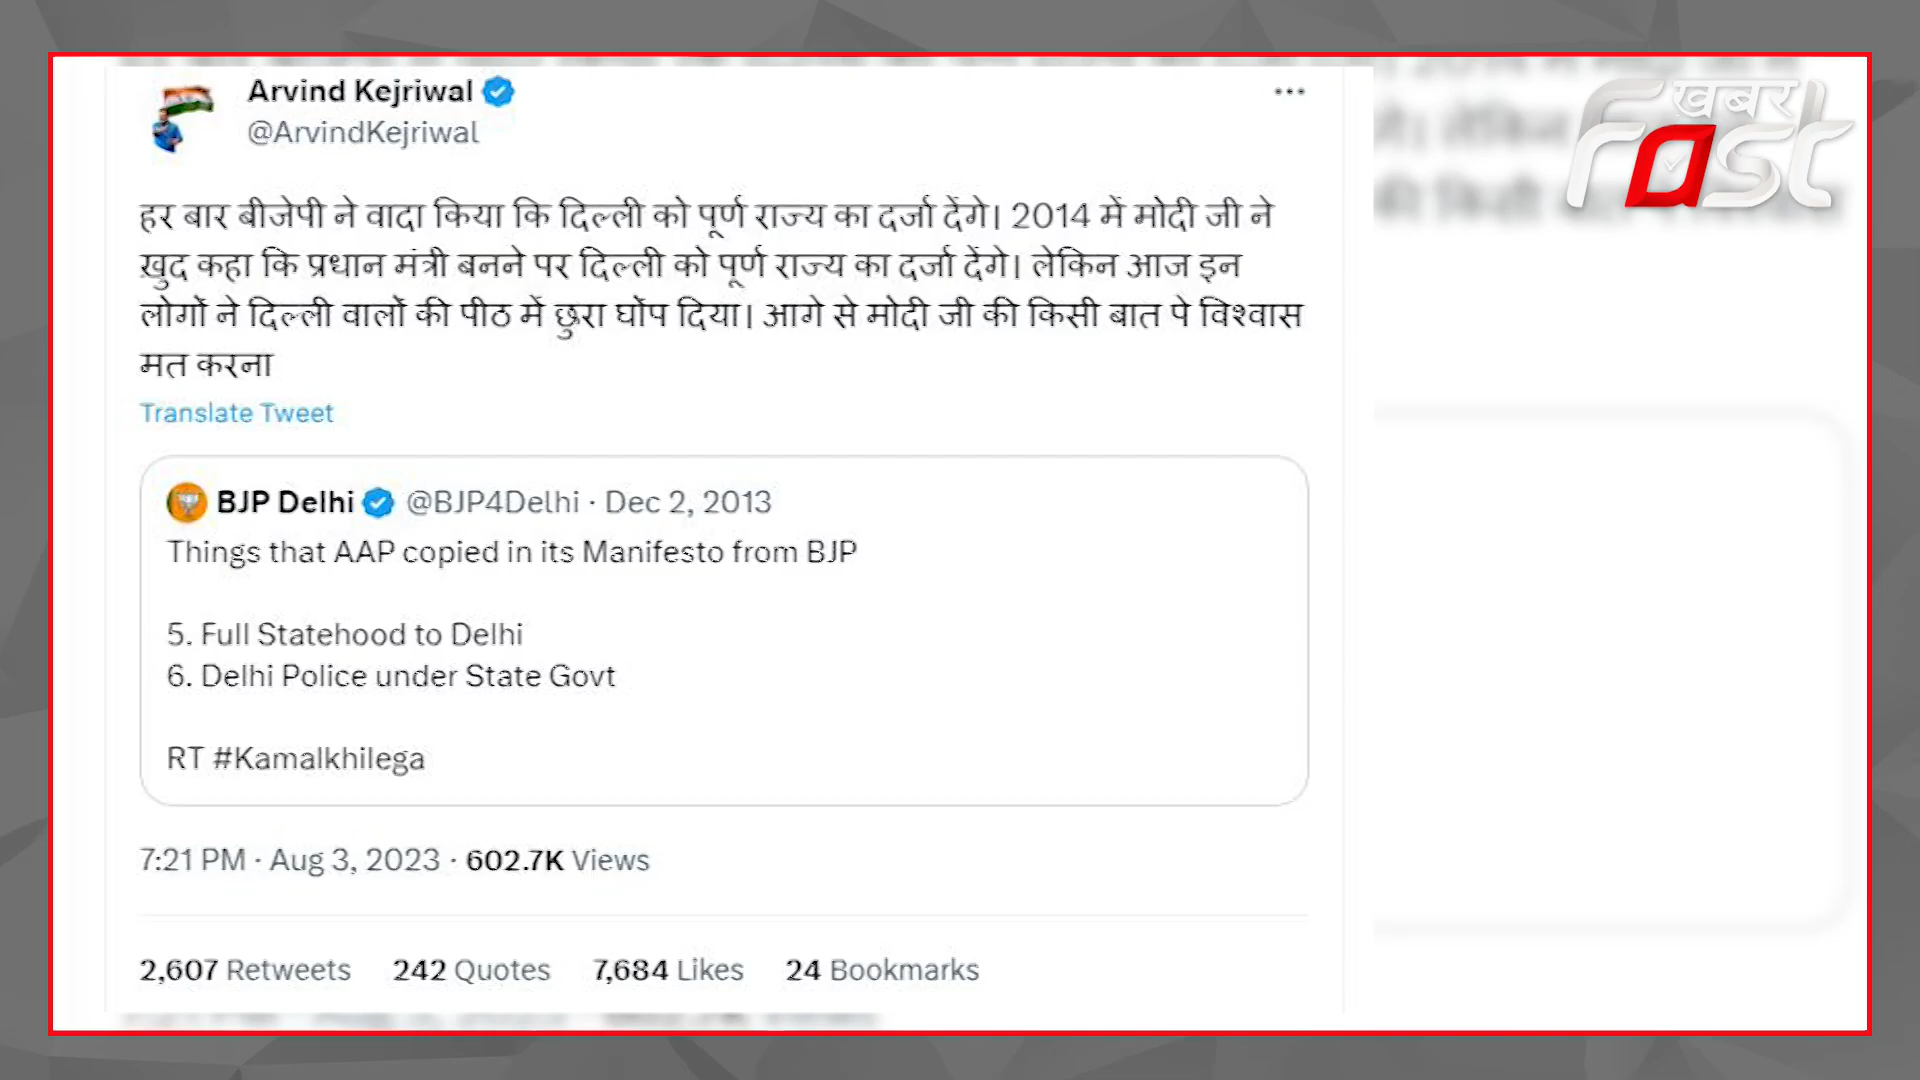 Arvind Kejriwal
@ArvindKejriwal
हर बार बीजेपी ने वादा किया कि दिल्ली को पूर्ण राज्य का दर्जा देंगे। 2014 में मोदी जी ने
ख़ुद कहा कि प्रधान मंत्री बनने पर दिल्ली को पूर्ण राज्य का दर्जा देंगे। लेकिन आज इन
लोगों ने दिल्ली वालों की पीठ में छुरा घोंप दिया। आगे से मोदी जी की किसी बात पे विश्वास
मत करना
Translate Tweet
BJP Delhi @BJP4Delhi · Dec 2, 2013
Things that AAP copied in its Manifesto from BJP
5. Full Statehood to Delhi
6. Delhi Police under State Govt
RT #Kamalkhilega
7:21 PM · Aug 3, 2023 · 602.7K Views
2,607 Retweets 242 Quotes 7,684 Likes 24 Bookmarks
खबर
fast